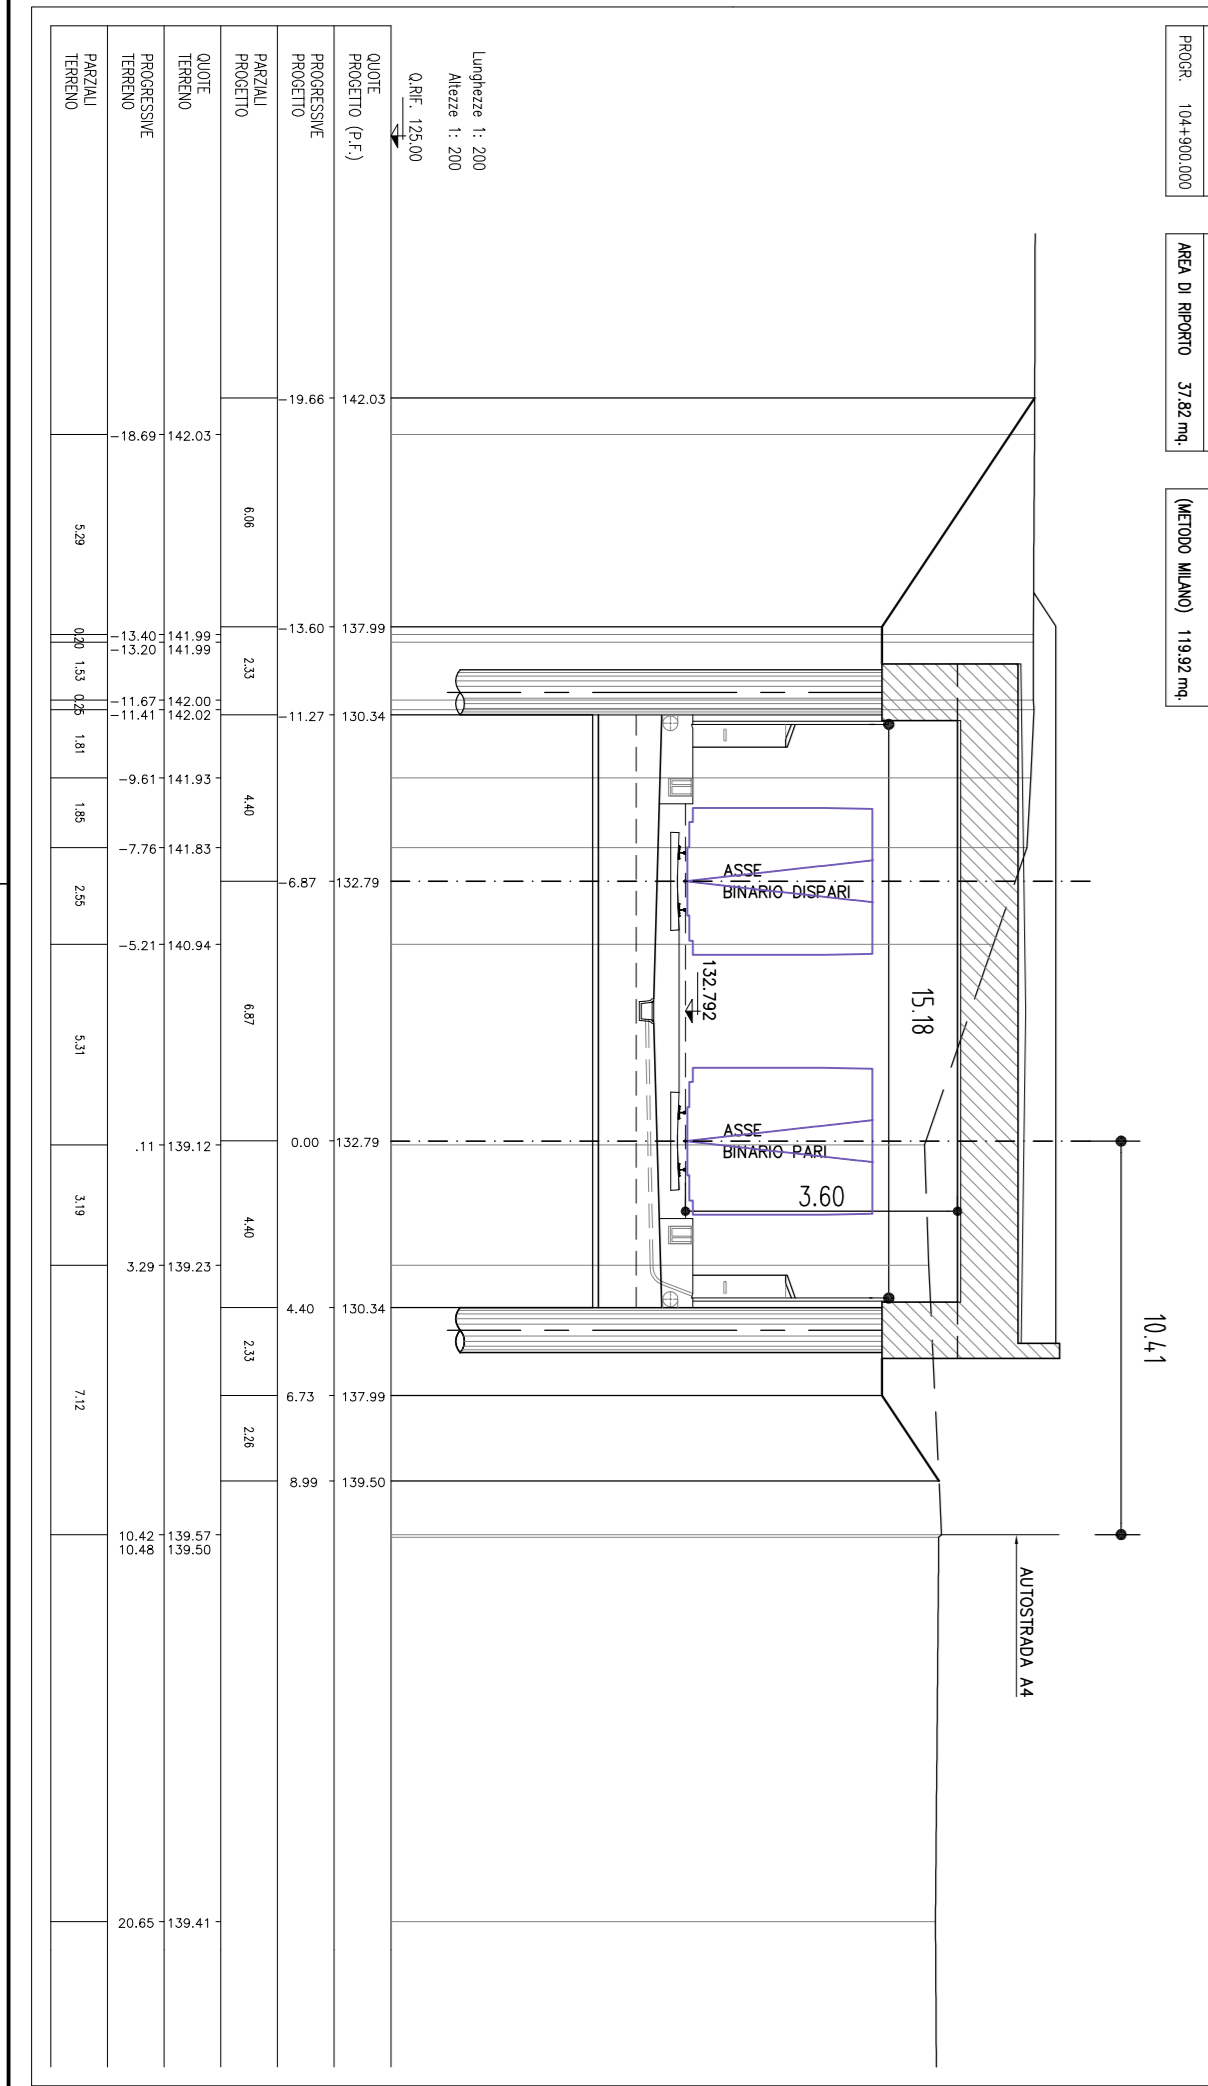 PROGR. 104+900.000
AREA DI RIPORTO 37.82 mq.
(METODO MILANO) 119.92 mq.
10.41
AUTOSTRADA A4
15.18
3.60
ASSE
BINARIO DISPARI
ASSE
BINARIO PARI
132.792
Lunghezze 1: 200
Altezze 1: 200
Q.RIF. 125.00
QUOTE
PROGETTO (P.F.)
142.03 137.99 130.34 132.79 132.79 130.34 137.99 139.50
PROGRESSIVE
PROGETTO
-19.66 -13.60 -11.27 -6.87 0.00 4.40 6.73 8.99
PARZIALI
PROGETTO
6.06 2.33 4.40 6.87 4.40 2.33 2.26
QUOTE
TERRENO
142.03 141.99 141.99 142.00 142.02 141.93 141.83 140.94 139.12 139.23 139.57 139.50 139.41
PROGRESSIVE
TERRENO
-18.69 -13.40 -13.20 -11.67 -11.41 -9.61 -7.76 -5.21 .11 3.29 10.42 10.48 20.65
PARZIALI
TERRENO
5.29 0.20 1.53 0.25 1.81 1.85 2.55 5.31 3.19 7.12